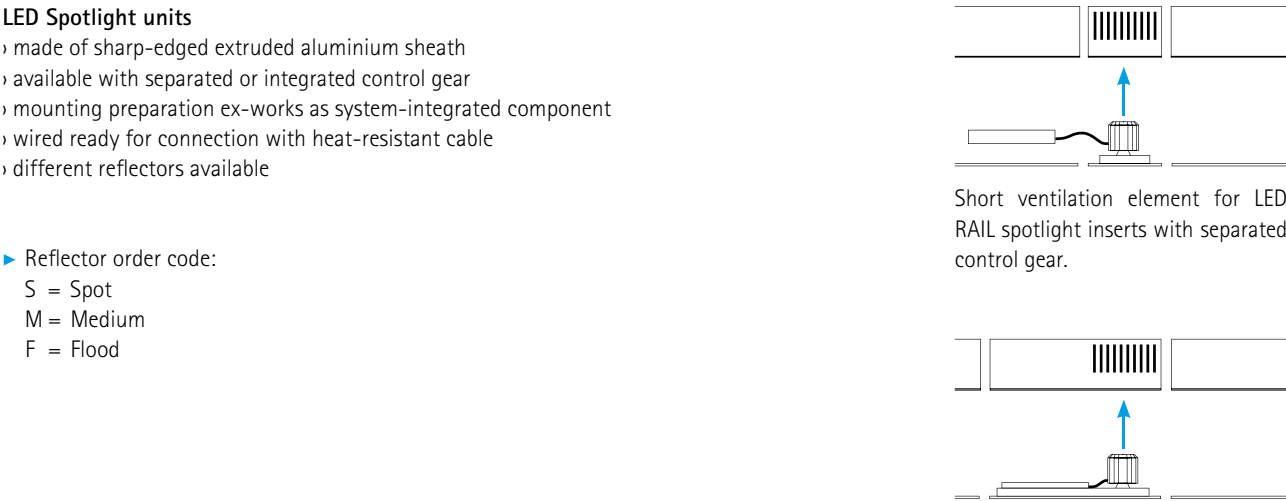 LED Spotlight units
› made of sharp-edged extruded aluminium sheath
› available with separated or integrated control gear
› mounting preparation ex-works as system-integrated component
› wired ready for connection with heat-resistant cable
› different reflectors available
► Reflector order code:
S = Spot
M = Medium
F = Flood
Short ventilation element for LED
RAIL spotlight inserts with separated
control gear.